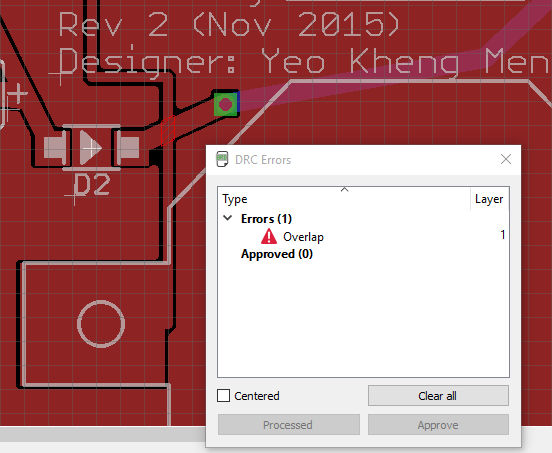 Rev 2 (Nov 2015)
Designer: Yeo Kheng Men
D2
DRC Errors
Type Layer
Errors (1)
Overlap 1
Approved (0)
Centered
Clear all
Processed
Approve